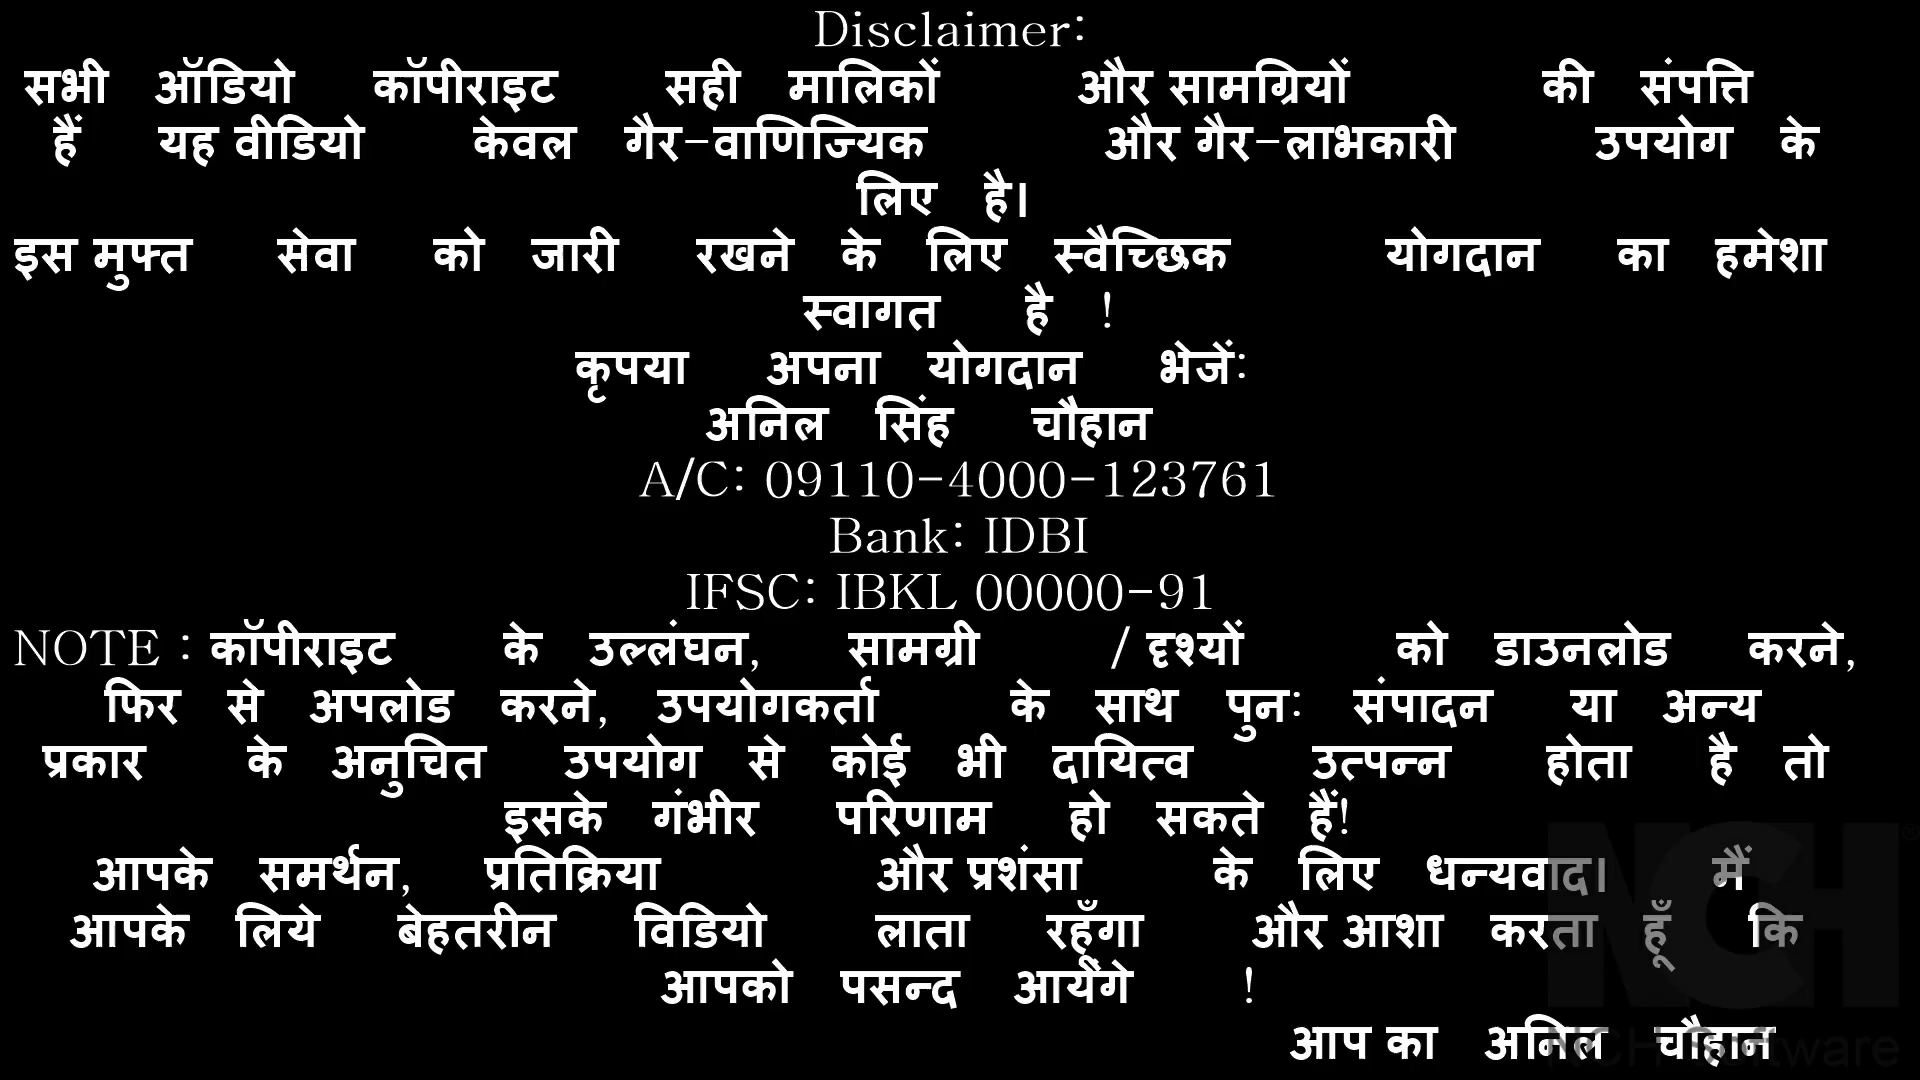 Disclaimer:
सभी ऑडियो कॉपीराइट सही मालिकों और सामग्रियों की संपत्ति
हैं यह वीडियो केवल गैर-वाणिज्यिक और गैर-लाभकारी उपयोग के
लिए है।
इस मुफ्त सेवा को जारी रखने के लिए स्वैच्छिक योगदान का हमेशा
स्वागत है !
कृपया अपना योगदान भेजें:
अनिल सिंह चौहान
A/C: 09110-4000-123761
Bank: IDBI
IFSC: IBKL 00000-91
NOTE : कॉपीराइट के उल्लंघन, सामग्री / दृश्यों को डाउनलोड करने,
फिर से अपलोड करने, उपयोगकर्ता के साथ पुन: संपादन या अन्य
प्रकार के अनुचित उपयोग से कोई भी दायित्व उत्पन्न होता है तो
इसके गंभीर परिणाम हो सकते हैं!
आपके समर्थन, प्रतिक्रिया और प्रशंसा के लिए धन्यवाद। मैं
आपके लिये बेहतरीन विडियो लाता रहूँगा और आशा करता हूँ कि
आपको पसन्द आयेंगे !
आप का अनिल चौहान
NCH®
NCH Software